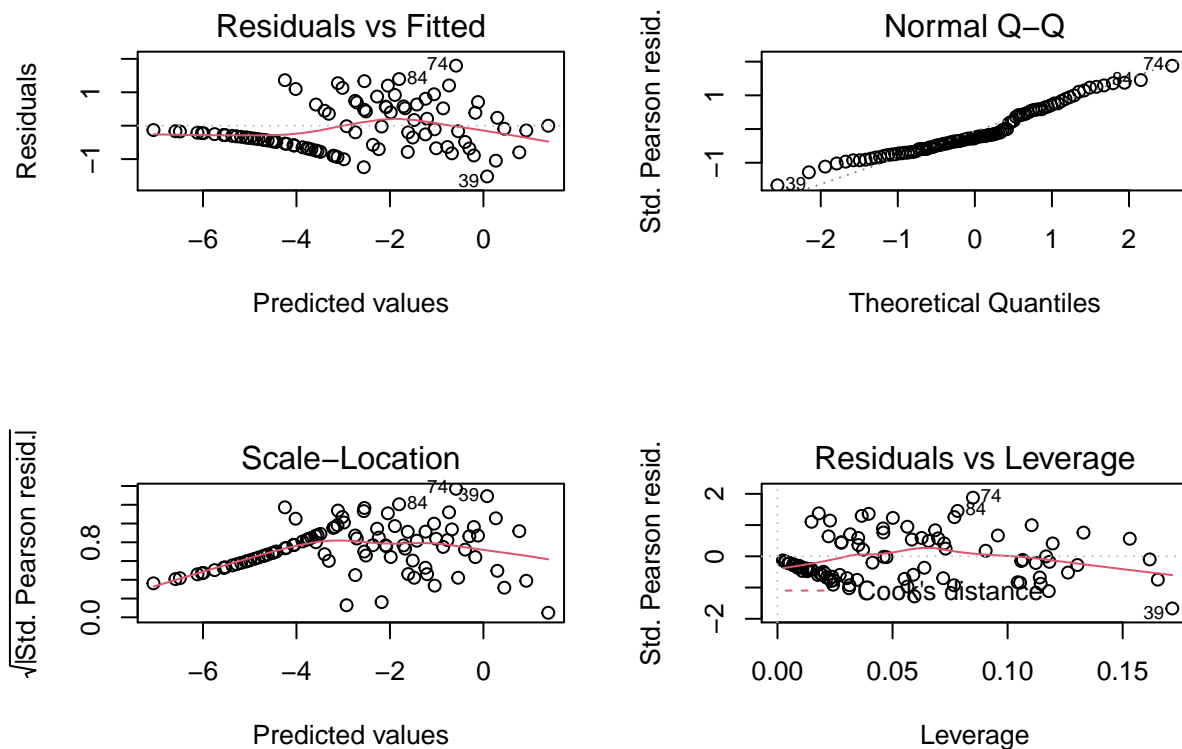 Residuals vs Fitted
Residuals
1
−1
74
84
39
−6
−4
−2
0
Predicted values
Normal Q−Q
Std. Pearson resid.
1
−1
74
84
39
−2
−1
0
1
2
Theoretical Quantiles
Scale−Location
√|Std. Pearson resid.|
0.8
0.0
74
39
84
−6
−4
−2
0
Predicted values
Residuals vs Leverage
Std. Pearson resid.
2
0
−2
74
84
Cook's distance
39
0.00
0.05
0.10
0.15
Leverage